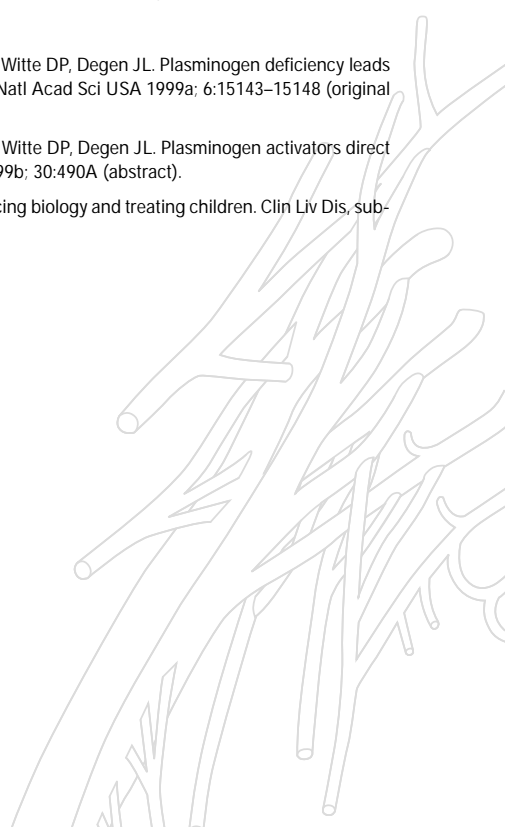 Witte DP, Degen JL. Plasminogen deficiency leads
Natl Acad Sci USA 1999a; 6:15143–15148 (original
Witte DP, Degen JL. Plasminogen activators direct
99b; 30:490A (abstract).
cing biology and treating children. Clin Liv Dis, sub-